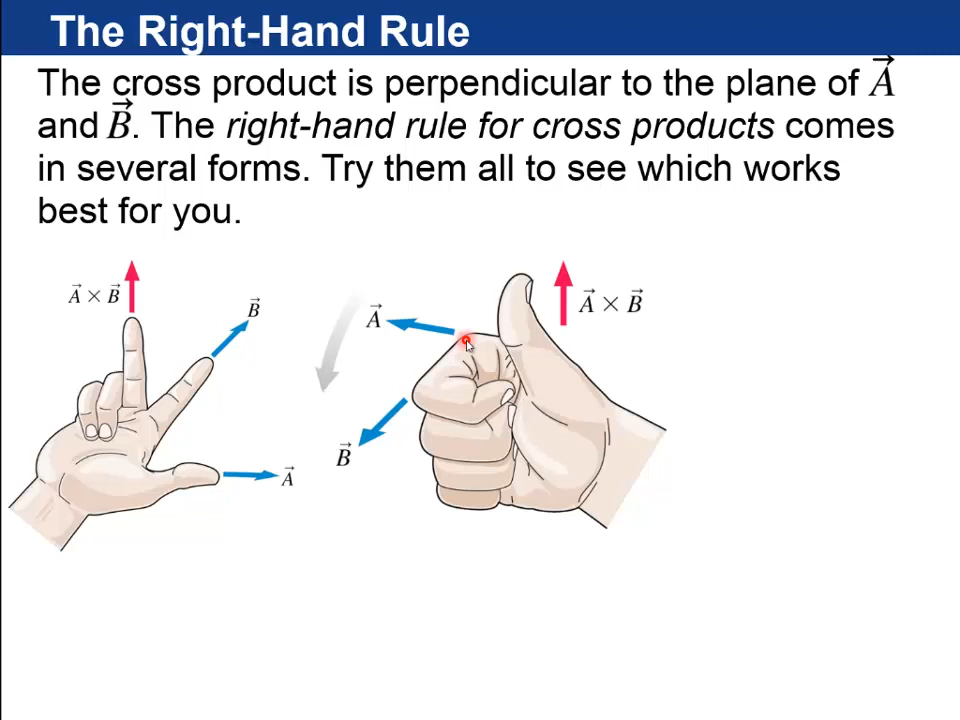 The Right-Hand Rule
The cross product is perpendicular to the plane of A⃗
and B⃗. The right-hand rule for cross products comes
in several forms. Try them all to see which works
best for you.
A⃗ × B⃗
B⃗
A⃗
A⃗
B⃗
A⃗ × B⃗